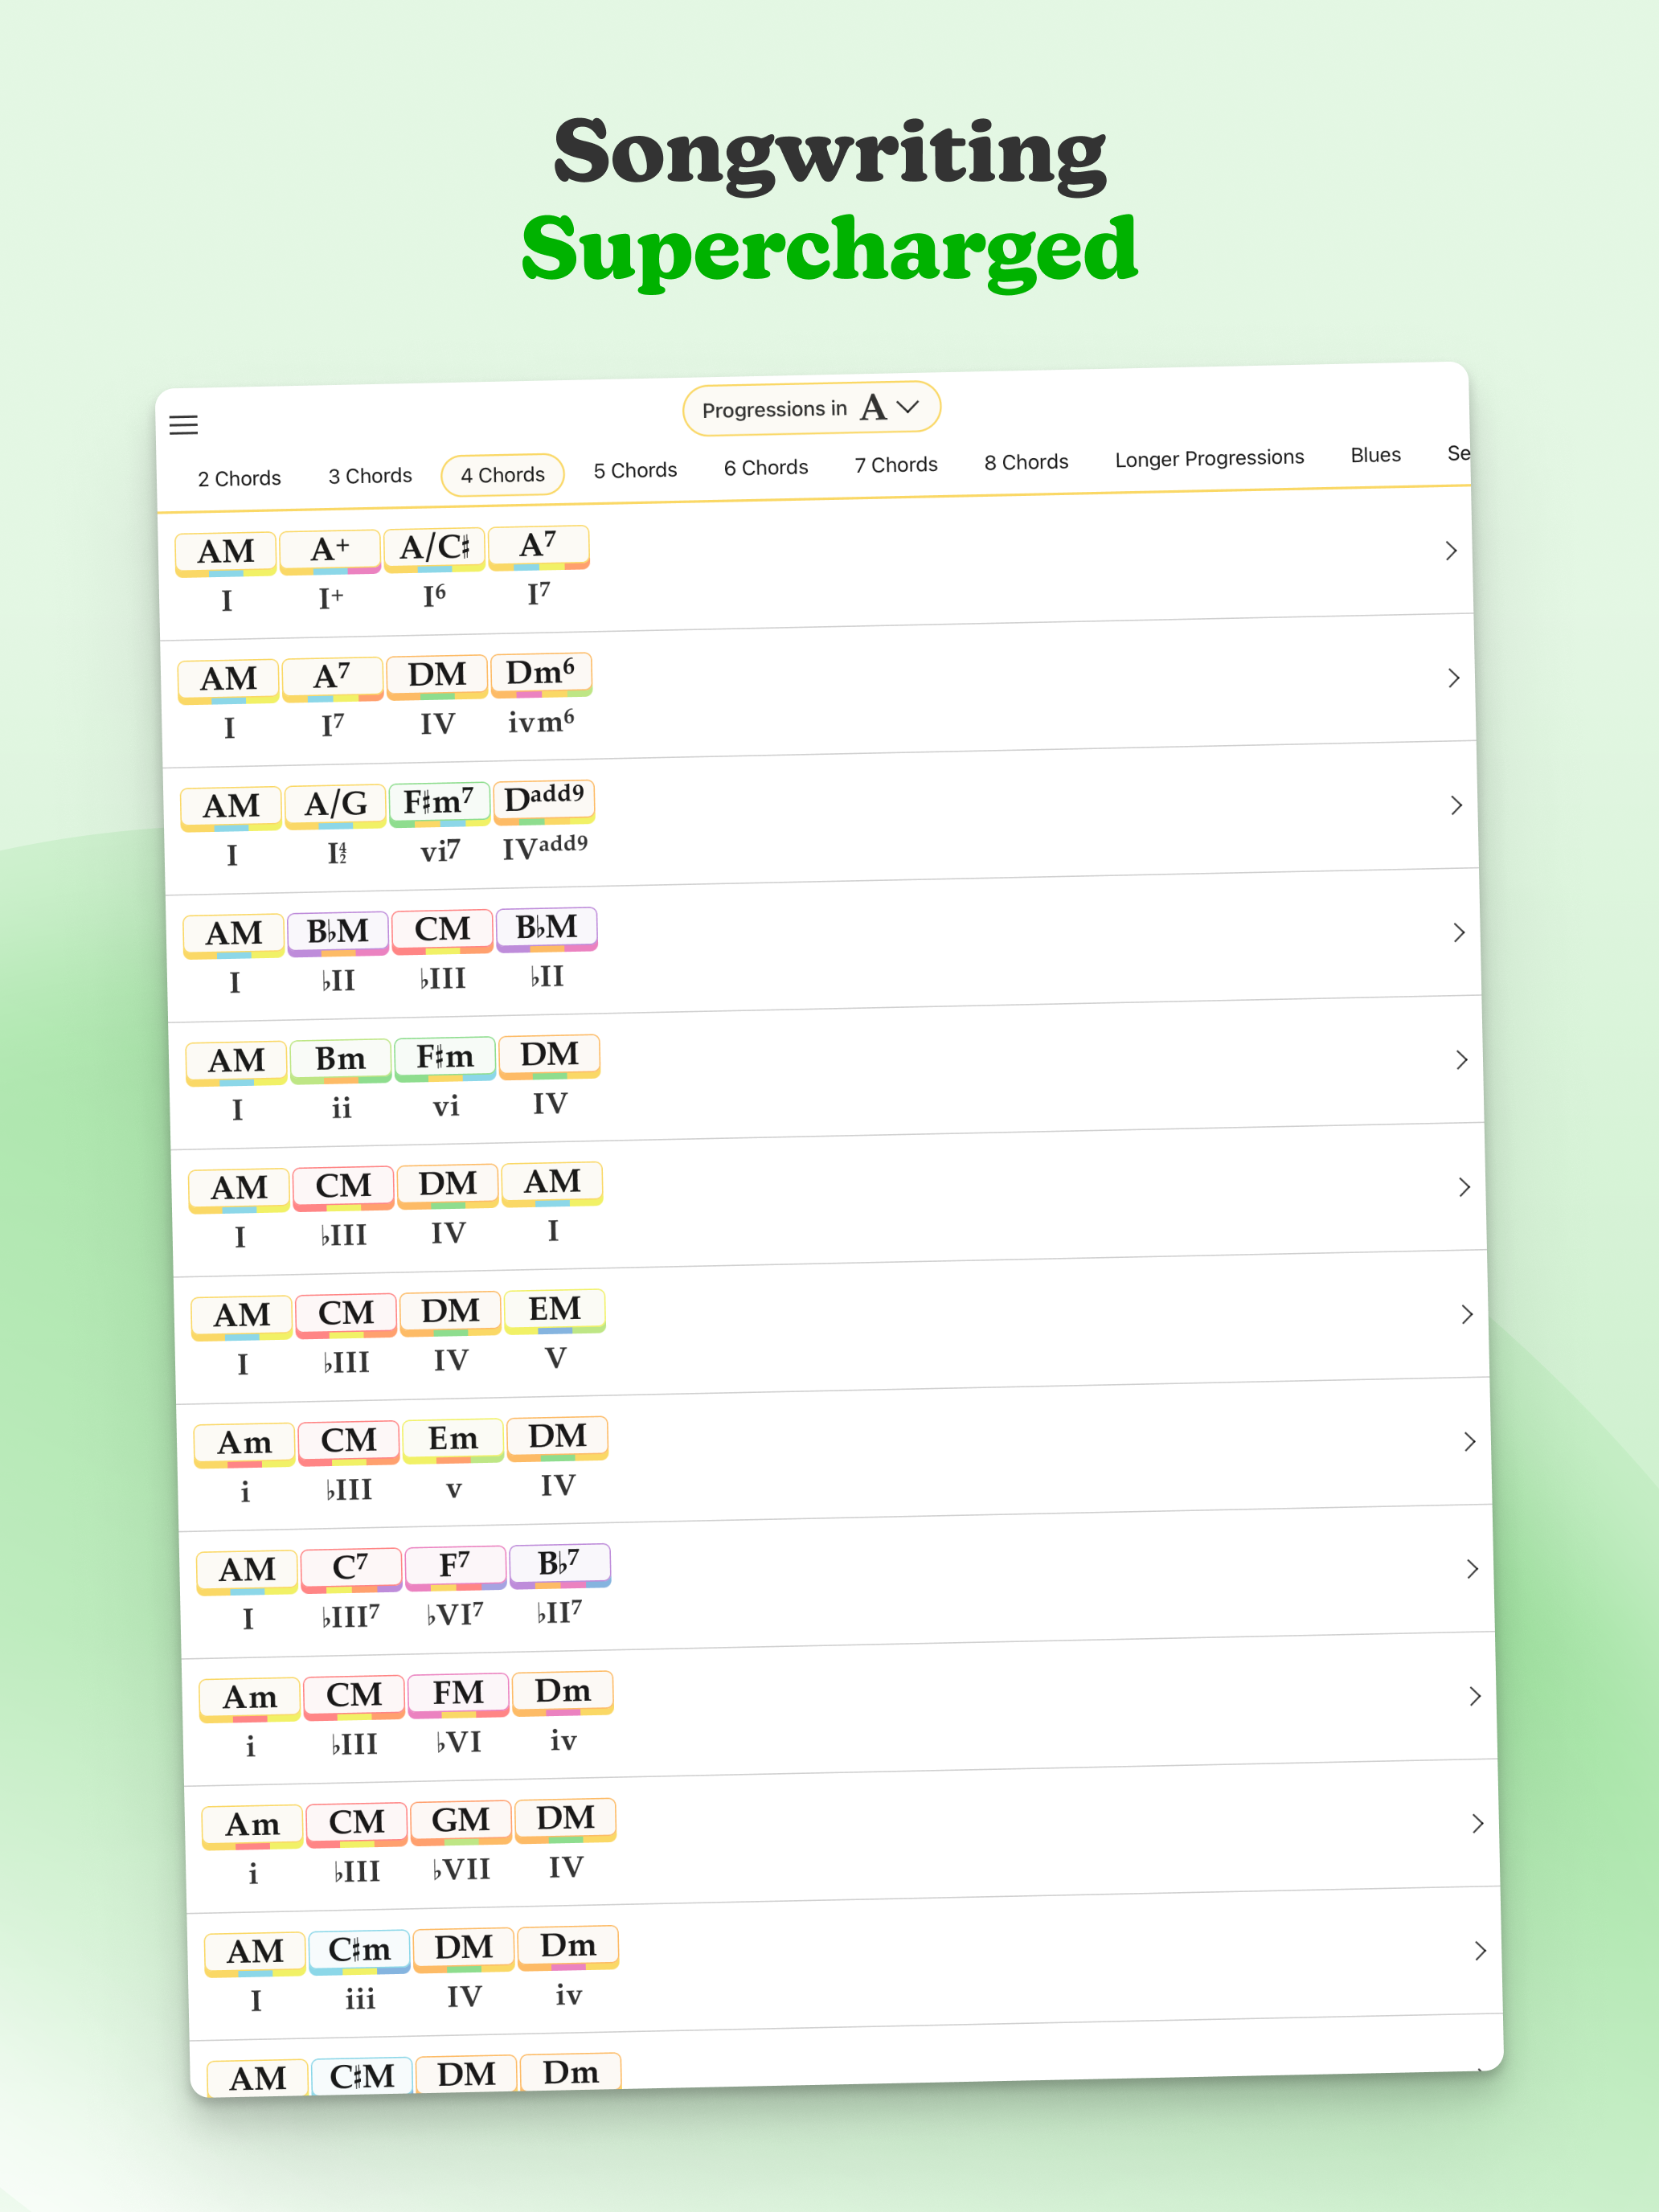 Songwriting
Supercharged
Progressions in A
2 Chords 3 Chords 4 Chords 5 Chords 6 Chords 7 Chords 8 Chords Longer Progressions Blues Se
AM A+ A/C♯ A7
I I+ I6 I7
AM A7 DM Dm6
I I7 IV ivm6
AM A/G F♯m7 Dadd9
I I42 vi7 IVadd9
AM B♭M CM B♭M
I ♭II ♭III ♭II
AM Bm F♯m DM
I ii vi IV
AM CM DM AM
I ♭III IV I
AM CM DM EM
I ♭III IV V
Am CM Em DM
i ♭III v IV
AM C7 F7 B♭7
I ♭III7 ♭VI7 ♭II7
Am CM FM Dm
i ♭III ♭VI iv
Am CM GM DM
i ♭III ♭VII IV
AM C♯m DM Dm
I iii IV iv
AM C♯M DM Dm